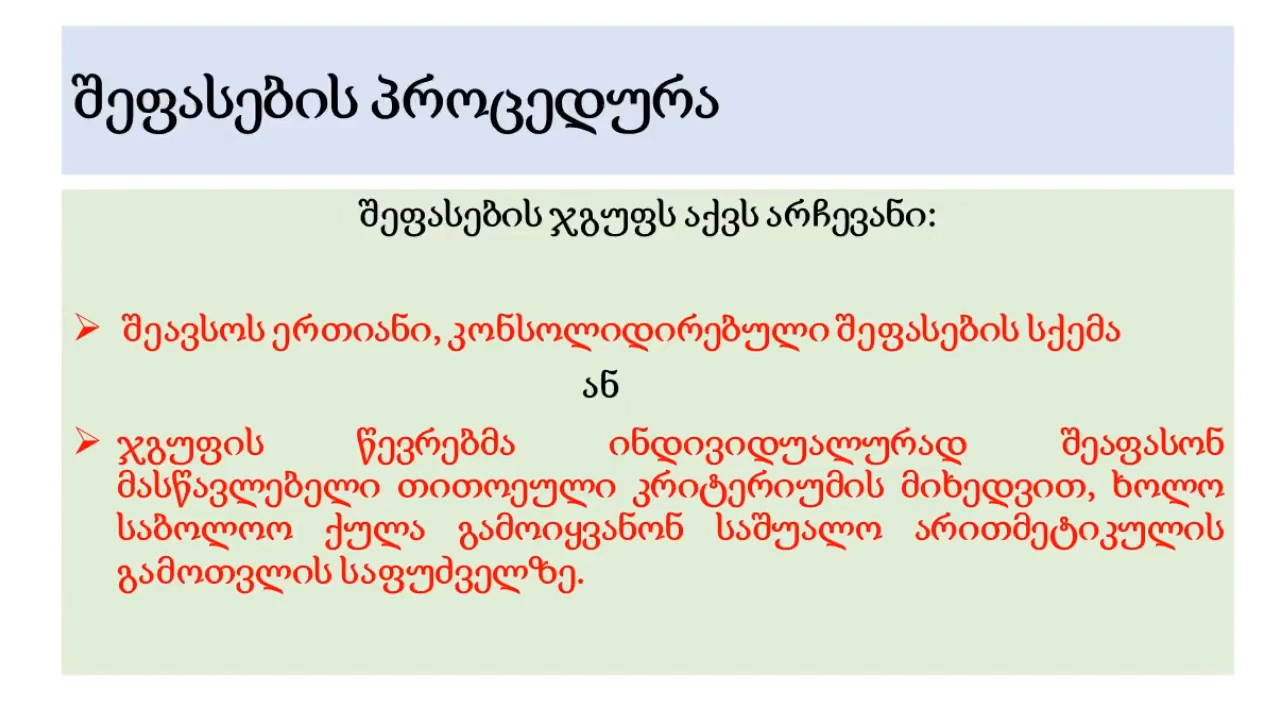 შეფასების პროცედურა
შეფასების ჯგუფს აქვს არჩევანი:
➢ შეავსოს ერთიანი, კონსოლიდირებული შეფასების სქემა
ან
➢ ჯგუფის წევრებმა ინდივიდუალურად შეაფასონ
მასწავლებელი თითოეული კრიტერიუმის მიხედვით, ხოლო
საბოლოო ქულა გამოიყვანონ საშუალო არითმეტიკულის
გამოთვლის საფუძველზე.